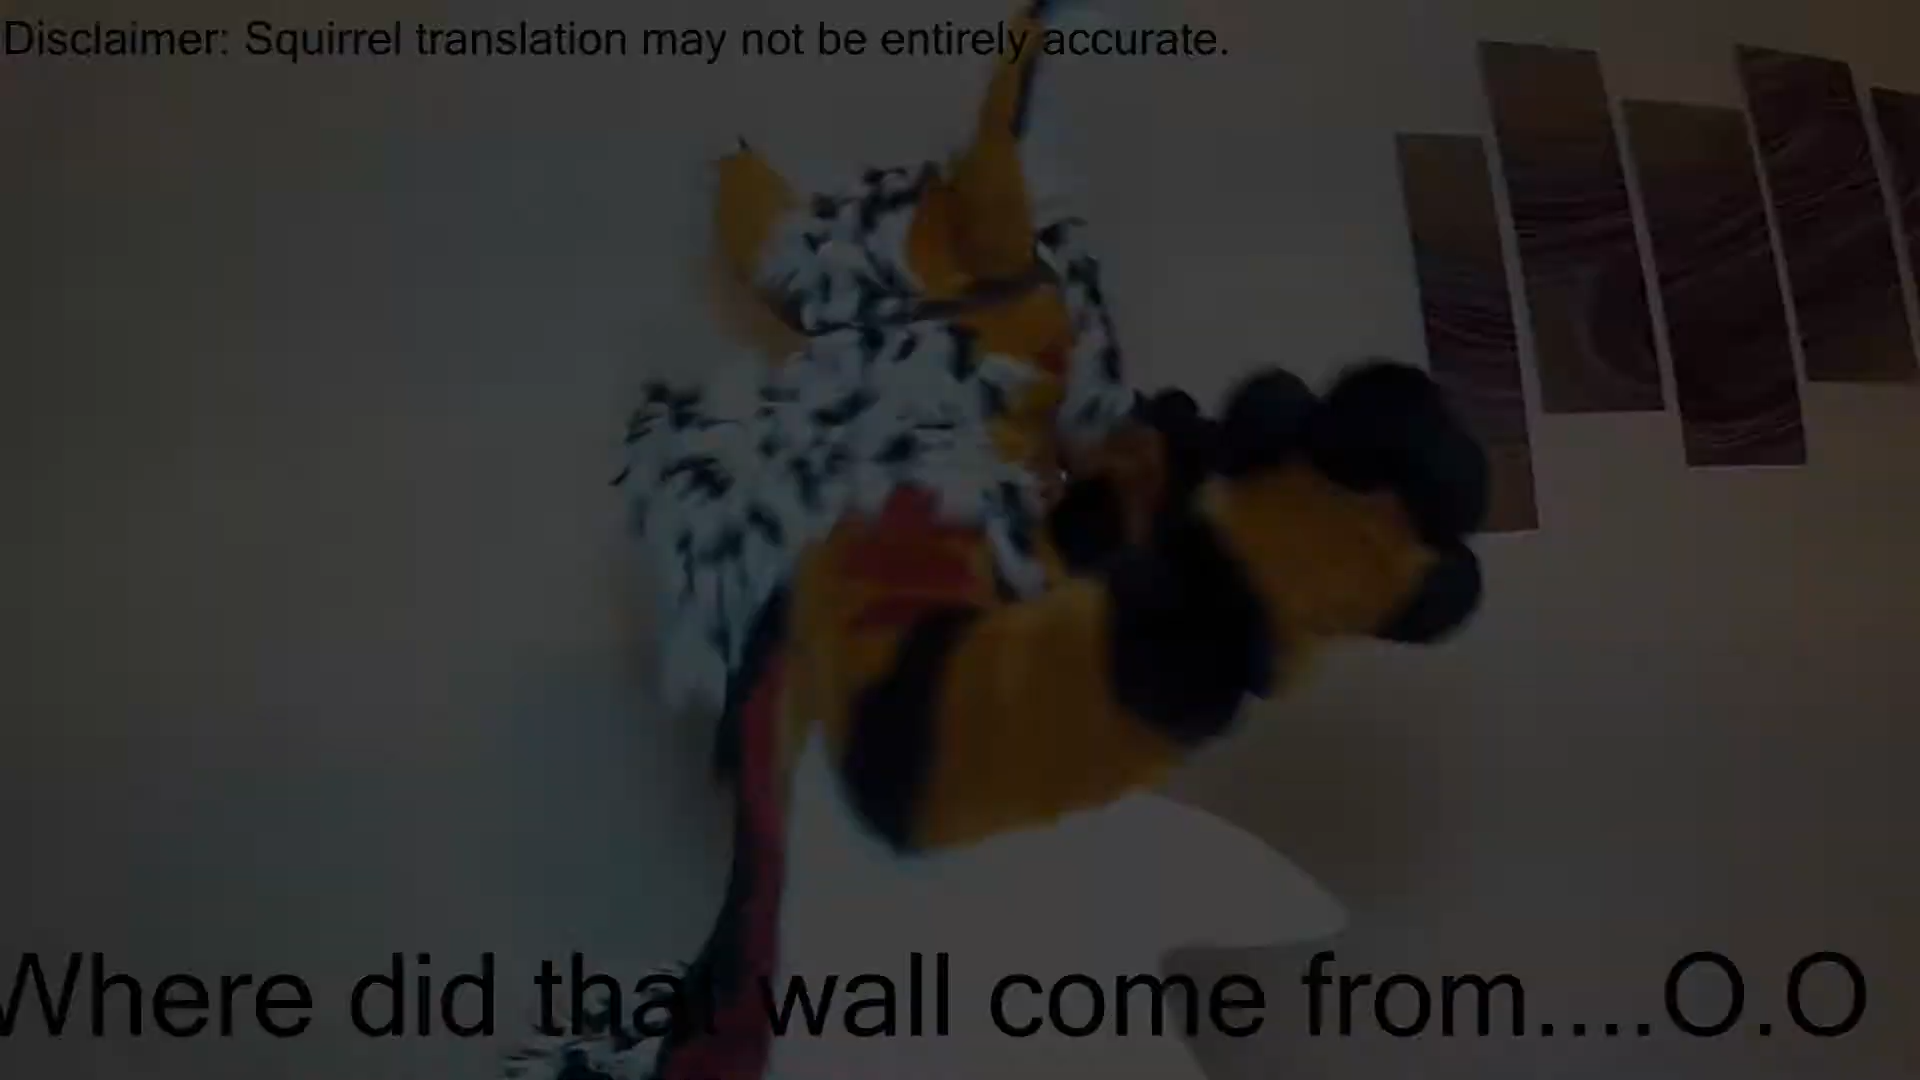 Disclaimer: Squirrel translation may not be entirely accurate.
Where did that wall come from....O.O